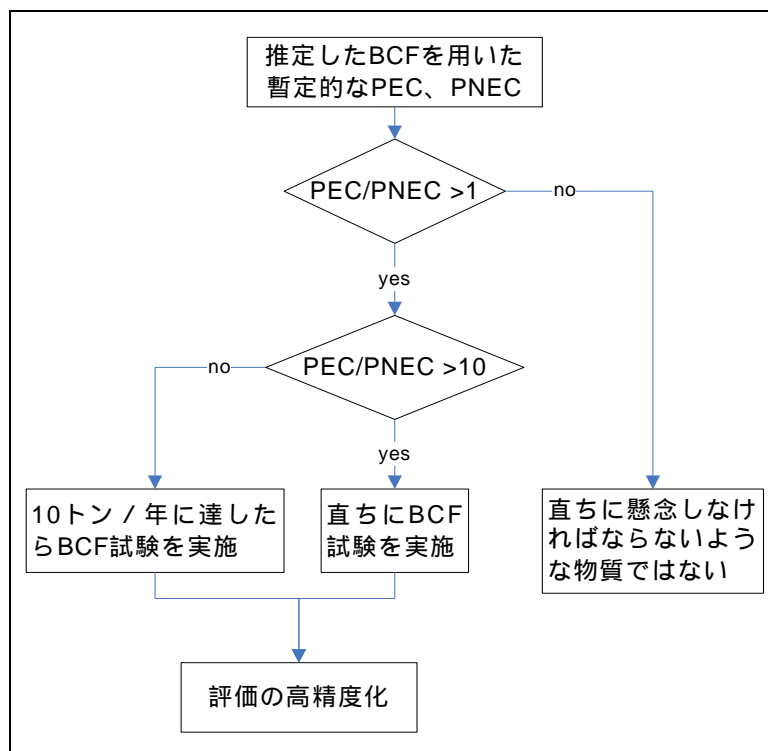 推定したBCFを用いた
暫定的なPEC、PNEC
PEC/PNEC >1
no
yes
PEC/PNEC >10
no
yes
10トン / 年に達した
らBCF試験を実施
直ちにBCF
試験を実施
直ちに懸念しなけ
ればならないよう
な物質ではない
評価の高精度化